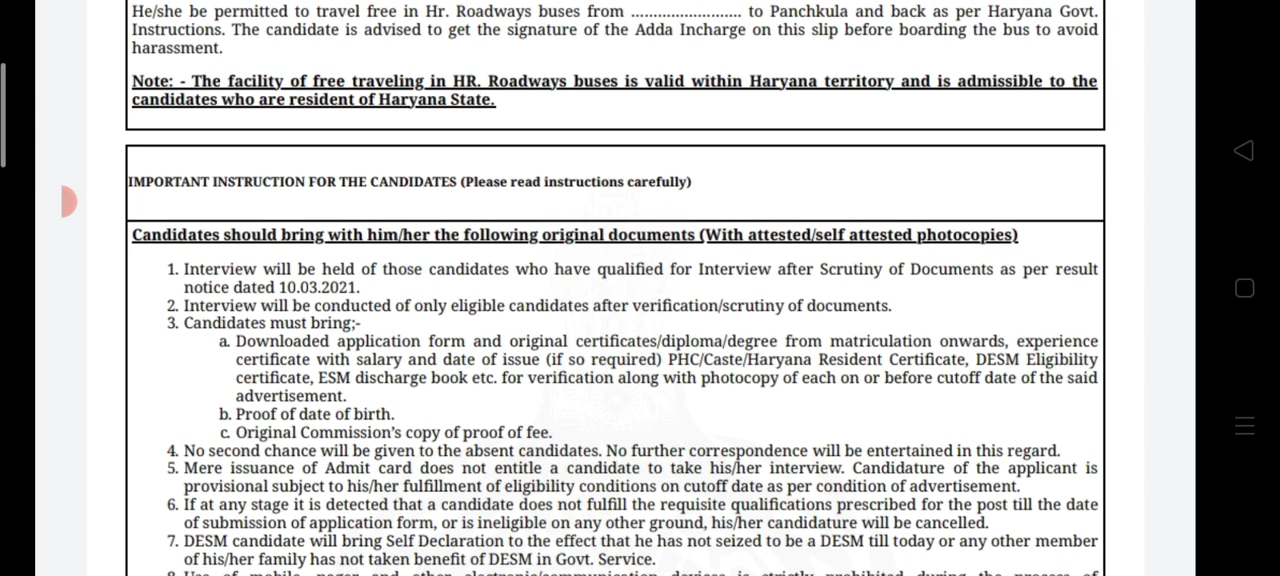 He/she be permitted to travel free in Hr. Roadways buses from ......................... to Panchkula and back as per Haryana Govt.
Instructions. The candidate is advised to get the signature of the Adda Incharge on this slip before boarding the bus to avoid
harassment.
Note: - The facility of free traveling in HR. Roadways buses is valid within Haryana territory and is admissible to the
candidates who are resident of Haryana State.
IMPORTANT INSTRUCTION FOR THE CANDIDATES (Please read instructions carefully)
Candidates should bring with him/her the following original documents (With attested/self attested photocopies)
1. Interview will be held of those candidates who have qualified for Interview after Scrutiny of Documents as per result
notice dated 10.03.2021.
2. Interview will be conducted of only eligible candidates after verification/scrutiny of documents.
3. Candidates must bring;-
a. Downloaded application form and original certificates/diploma/degree from matriculation onwards, experience
certificate with salary and date of issue (if so required) PHC/Caste/Haryana Resident Certificate, DESM Eligibility
certificate, ESM discharge book etc. for verification along with photocopy of each on or before cutoff date of the said
advertisement.
b. Proof of date of birth.
c. Original Commission's copy of proof of fee.
4. No second chance will be given to the absent candidates. No further correspondence will be entertained in this regard.
5. Mere issuance of Admit card does not entitle a candidate to take his/her interview. Candidature of the applicant is
provisional subject to his/her fulfillment of eligibility conditions on cutoff date as per condition of advertisement.
6. If at any stage it is detected that a candidate does not fulfill the requisite qualifications prescribed for the post till the date
of submission of application form, or is ineligible on any other ground, his/her candidature will be cancelled.
7. DESM candidate will bring Self Declaration to the effect that he has not seized to be a DESM till today or any other member
of his/her family has not taken benefit of DESM in Govt. Service.
8. Use of mobile, pager and other electronic/communication devices is strictly prohibited during the process of